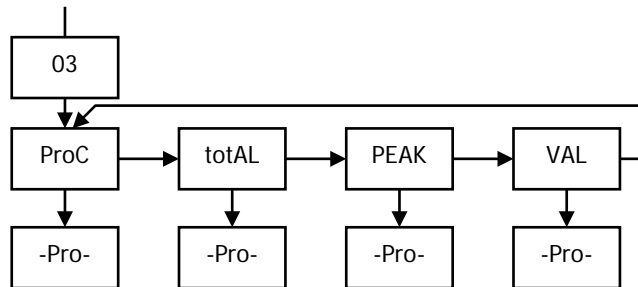 03
ProC totAL PEAK VAL
-Pro- -Pro- -Pro- -Pro-